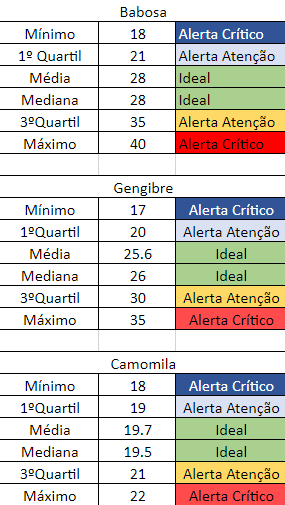 Babosa
Mínimo 18 Alerta Crítico
1º Quartil 21 Alerta Atenção
Média 28 Ideal
Mediana 28 Ideal
3ºQuartil 35 Alerta Atenção
Máximo 40 Alerta Crítico
Gengibre
Mínimo 17 Alerta Crítico
1ºQuartil 20 Alerta Atenção
Média 25.6 Ideal
Mediana 26 Ideal
3ºQuartil 30 Alerta Atenção
Máximo 35 Alerta Crítico
Camomila
Mínimo 18 Alerta Crítico
1ºQuartil 19 Alerta Atenção
Média 19.7 Ideal
Mediana 19.5 Ideal
3ºQuartil 21 Alerta Atenção
Máximo 22 Alerta Crítico